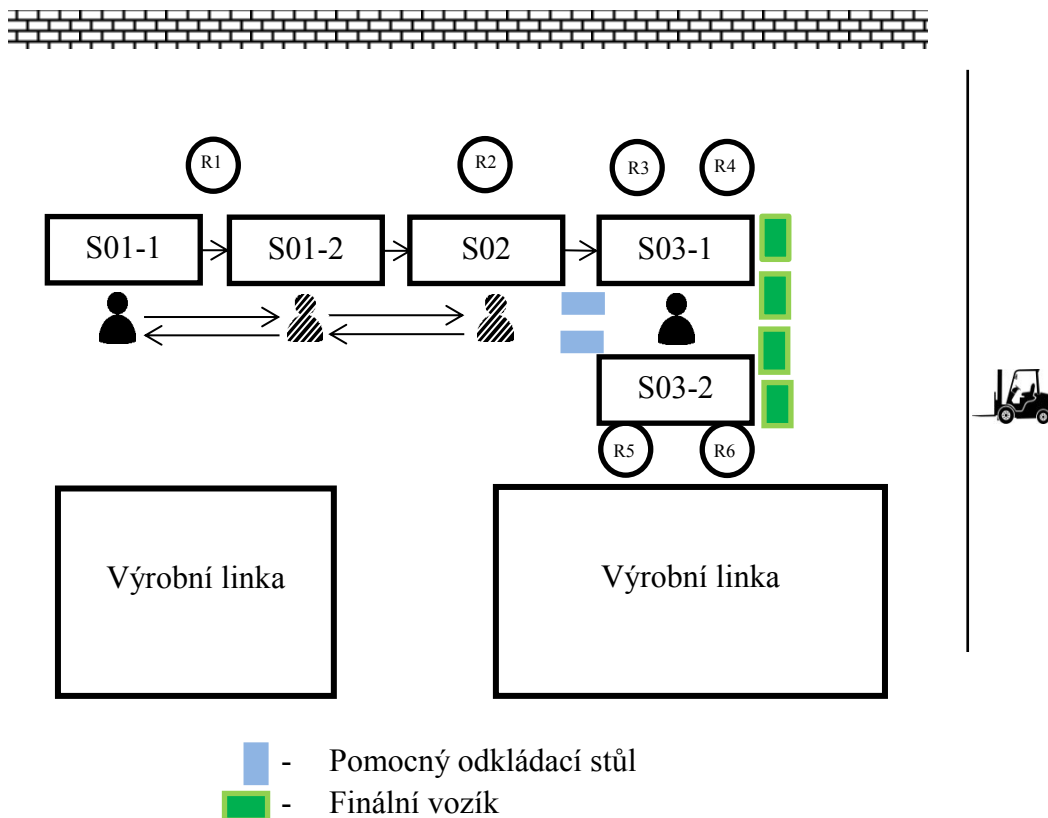 R1
R2
R3
R4
S01-1
S01-2
S02
S03-1
S03-2
R5
R6
Výrobní linka
Výrobní linka
- Pomocný odkládací stůl
- Finální vozík